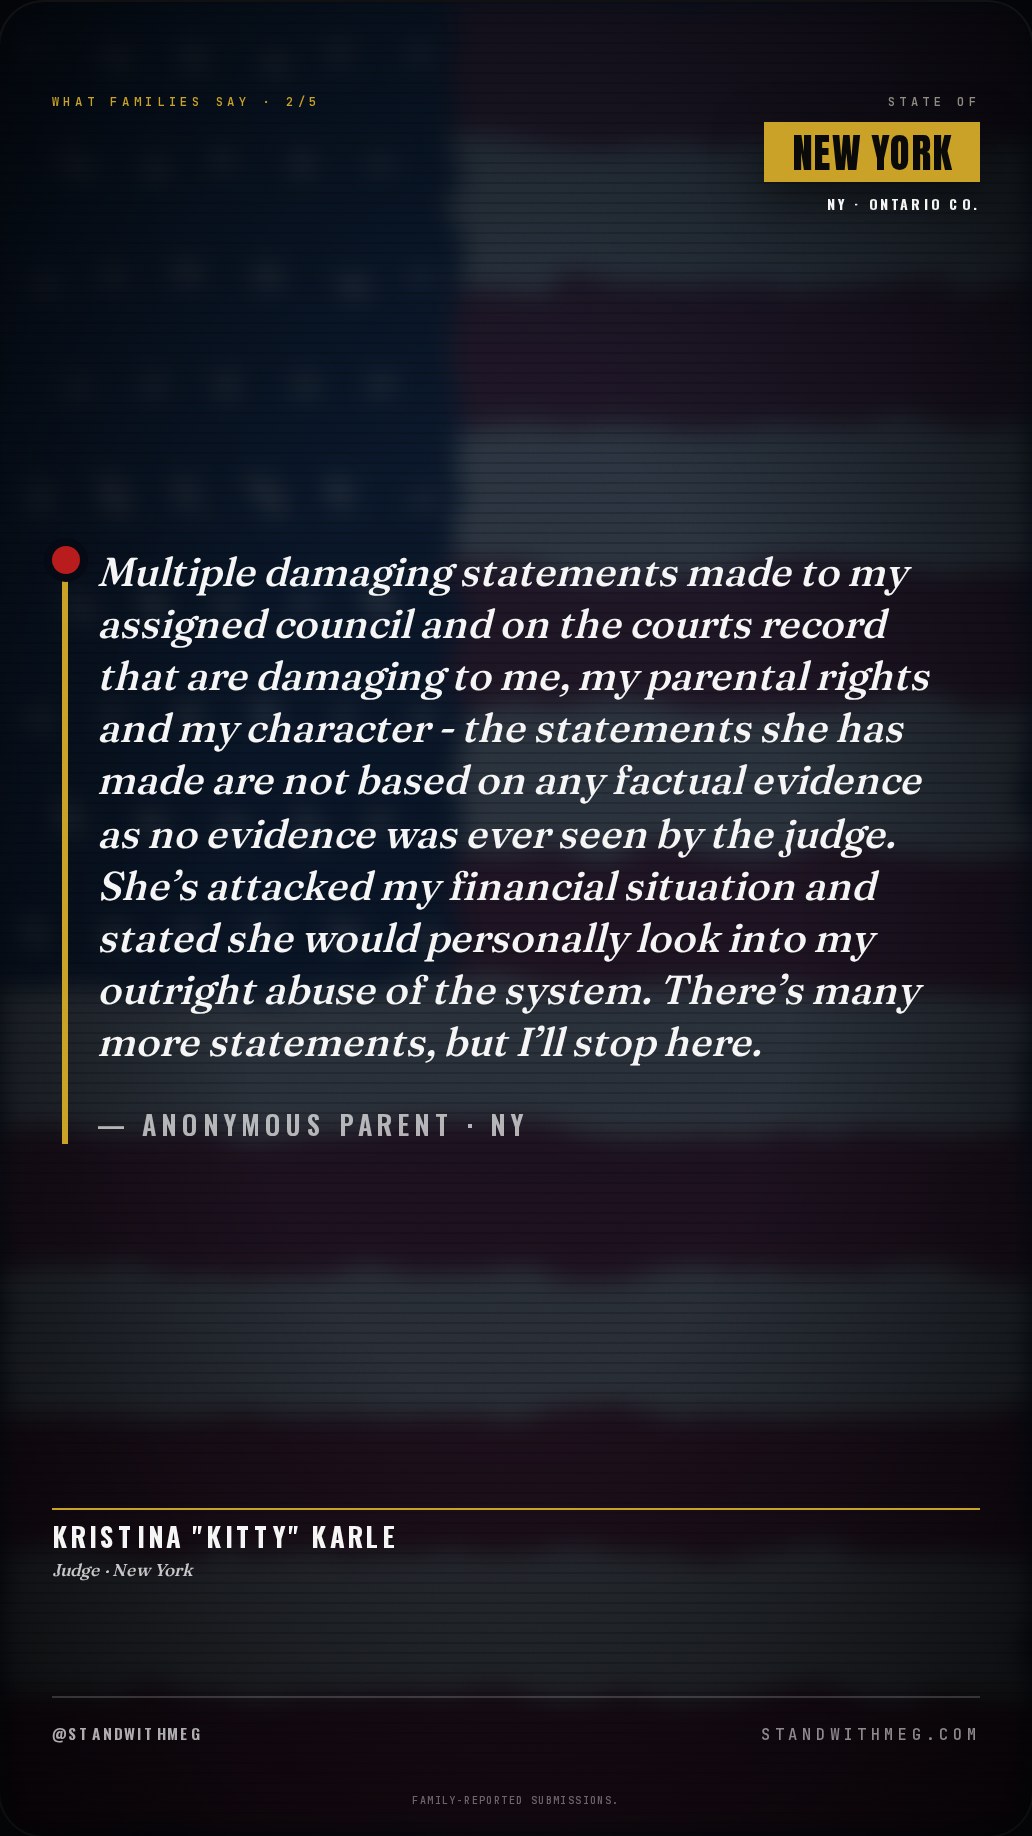 WHAT FAMILIES SAY · 2/5
STATE OF
NEW YORK
NY · ONTARIO CO.
Multiple damaging statements made to my
assigned council and on the courts record
that are damaging to me, my parental rights
and my character - the statements she has
made are not based on any factual evidence
as no evidence was ever seen by the judge.
She’s attacked my financial situation and
stated she would personally look into my
outright abuse of the system. There’s many
more statements, but I’ll stop here.
— ANONYMOUS PARENT · NY
KRISTINA "KITTY" KARLE
Judge · New York
@STANDWITHMEG
STANDWITHMEG.COM
FAMILY-REPORTED SUBMISSIONS.